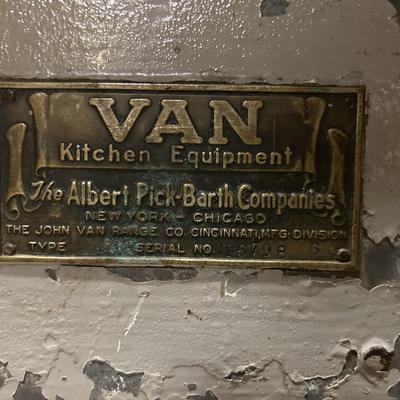 VAN
Kitchen Equipment
The Albert Pick-Barth Companies
NEW YORK - CHICAGO
THE JOHN VAN RANGE CO. CINCINNATI, MFG. DIVISION
TYPE SERIAL NO.